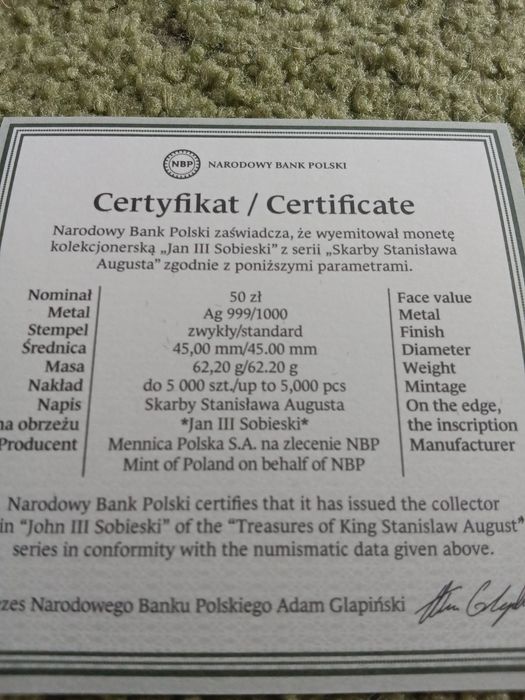 NBP NARODOWY BANK POLSKI
Certyfikat / Certificate
Narodowy Bank Polski zaświadcza, że wyemitował monetę
kolekcjonerską „Jan III Sobieski” z serii „Skarby Stanisława
Augusta” zgodnie z poniższymi parametrami.
Nominał 50 zł Face value
Metal Ag 999/1000 Metal
Stempel zwykły/standard Finish
Średnica 45,00 mm/45.00 mm Diameter
Masa 62,20 g/62.20 g Weight
Nakład do 5 000 szt./up to 5,000 pcs Mintage
Napis Skarby Stanisława Augusta On the edge,
na obrzeżu *Jan III Sobieski* the inscription
Producent Mennica Polska S.A. na zlecenie NBP Manufacturer
Mint of Poland on behalf of NBP
Narodowy Bank Polski certifies that it has issued the collector
in “John III Sobieski” of the “Treasures of King Stanislaw August”
series in conformity with the numismatic data given above.
zes Narodowego Banku Polskiego Adam Glapiński